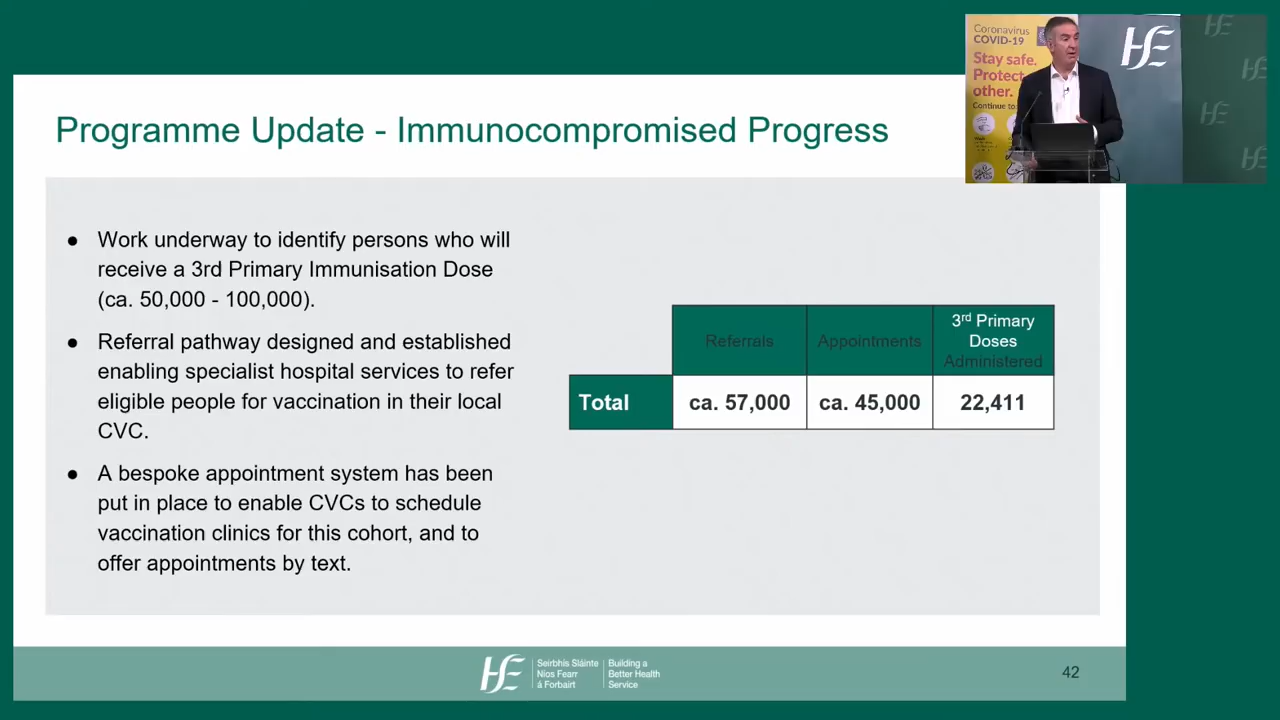 Programme Update - Immunocompromised Progress
● Work underway to identify persons who will
receive a 3rd Primary Immunisation Dose
(ca. 50,000 - 100,000).
● Referral pathway designed and established
enabling specialist hospital services to refer
eligible people for vaccination in their local
CVC.
● A bespoke appointment system has been
put in place to enable CVCs to schedule
vaccination clinics for this cohort, and to
offer appointments by text.
Referrals Appointments 3rd Primary
Doses
Administered
Total ca. 57,000 ca. 45,000 22,411
Coronavirus
COVID-19
Stay safe.
Protect
other.
Continue to
HSE
HSE
Seirbhís Sláinte
Níos Fearr
á Forbairt
Building a
Better Health
Service
42